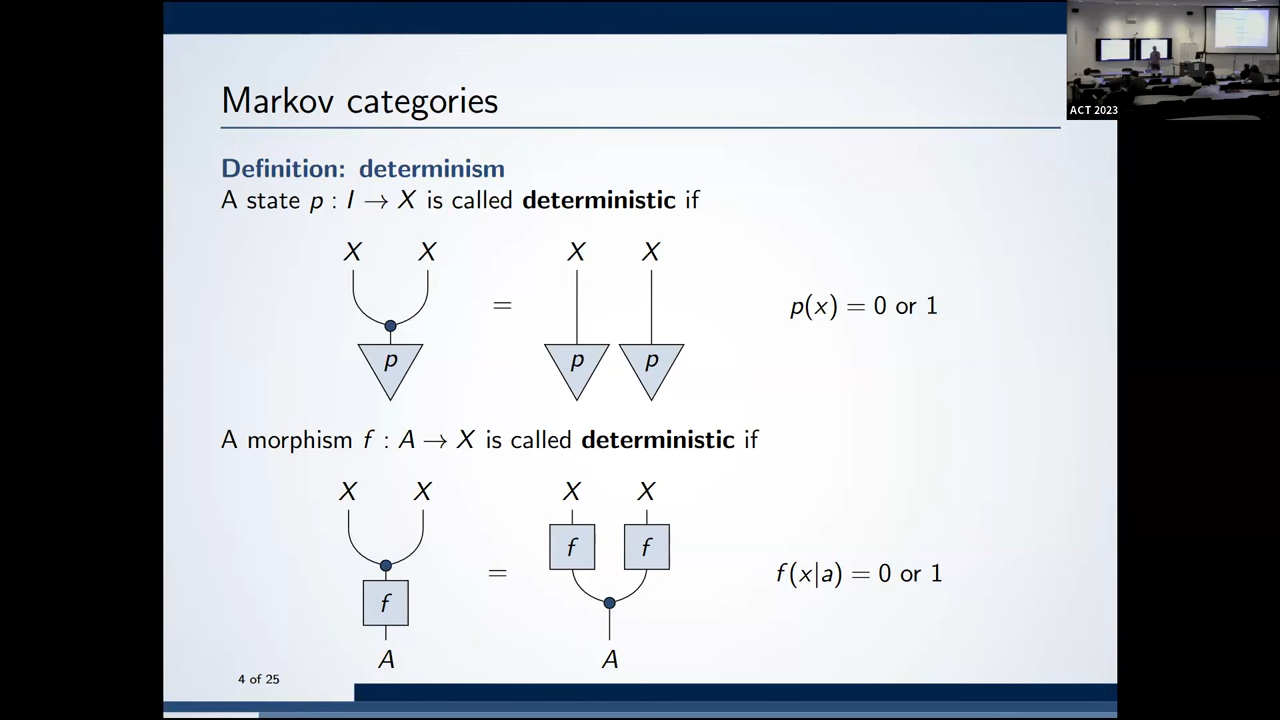 Markov categories
ACT 2023
Definition: determinism
A state p : I → X is called deterministic if
X X = X X
p p p
p(x) = 0 or 1
A morphism f : A → X is called deterministic if
X X X X
f f
=
f
f(x|a) = 0 or 1
A A
4 of 25